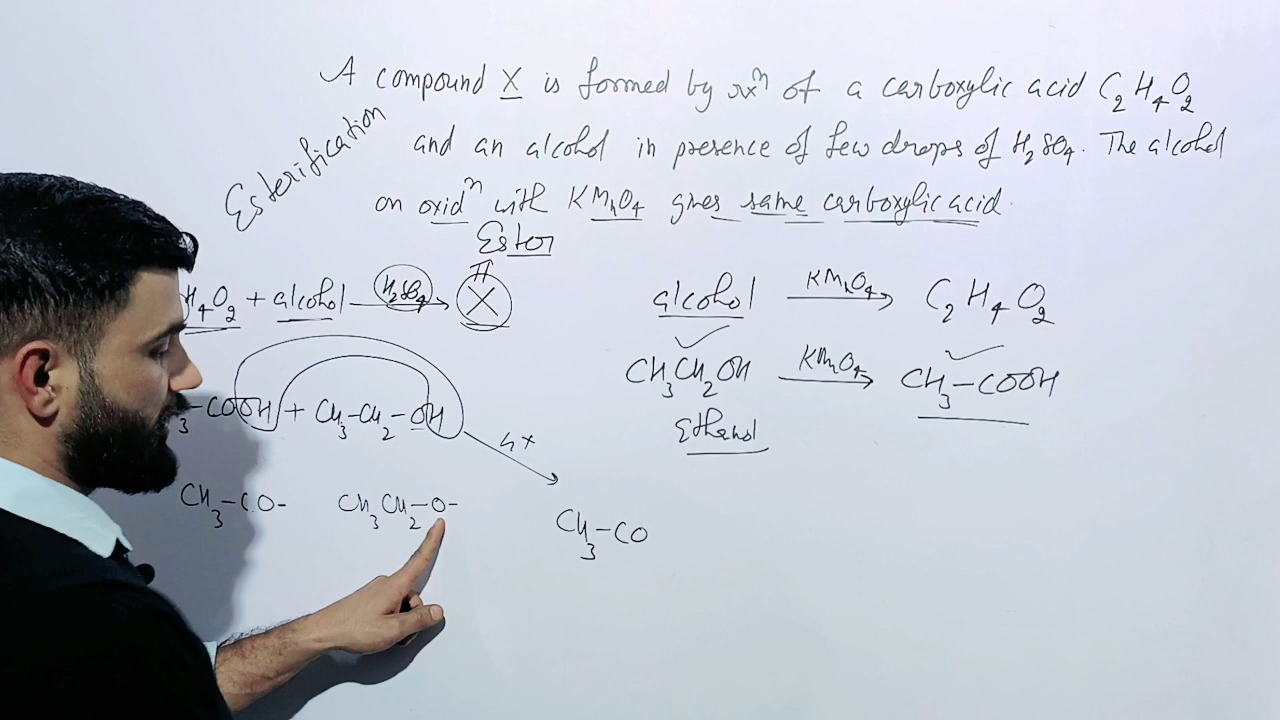 A compound X is formed by rxⁿ of a carboxylic acid C₂H₄O₂
and an alcohol in presence of few drops of H₂SO₄. The alcohol
on oxidⁿ with KMnO₄ gives same carboxylic acid.
Esterification
Ester
H₄O₂ + alcohol H₂SO₄ → X
alcohol KMnO₄ → C₂H₄O₂
CH₃CH₂OH KMnO₄ → CH₃–COOH
Ethanol
₃–COOH + CH₃–CH₂–OH
CH₃–CO– CH₃CH₂–O–
CH₃–CO